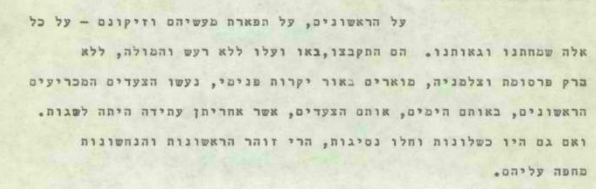 על הראשונים, על תפארת מעשיהם וזיקונם – על כל
אלה שמחתנו וגאותנו. הם התקבצו,באו ועלו ללא רעש והמולה, ללא
ברק פרסומת וצלמניה, מוארים באור יקרות פנימי, נעשו הצעדים המכריעים
הראשונים, באותם הימים, אותם הצעדים, אשר אחריתן עתידה היתה לשגות.
ואם גם היו כשלונות וחלו נסיגות, הרי זוהר הראשונות והנחשונות
מחפה עליהם.